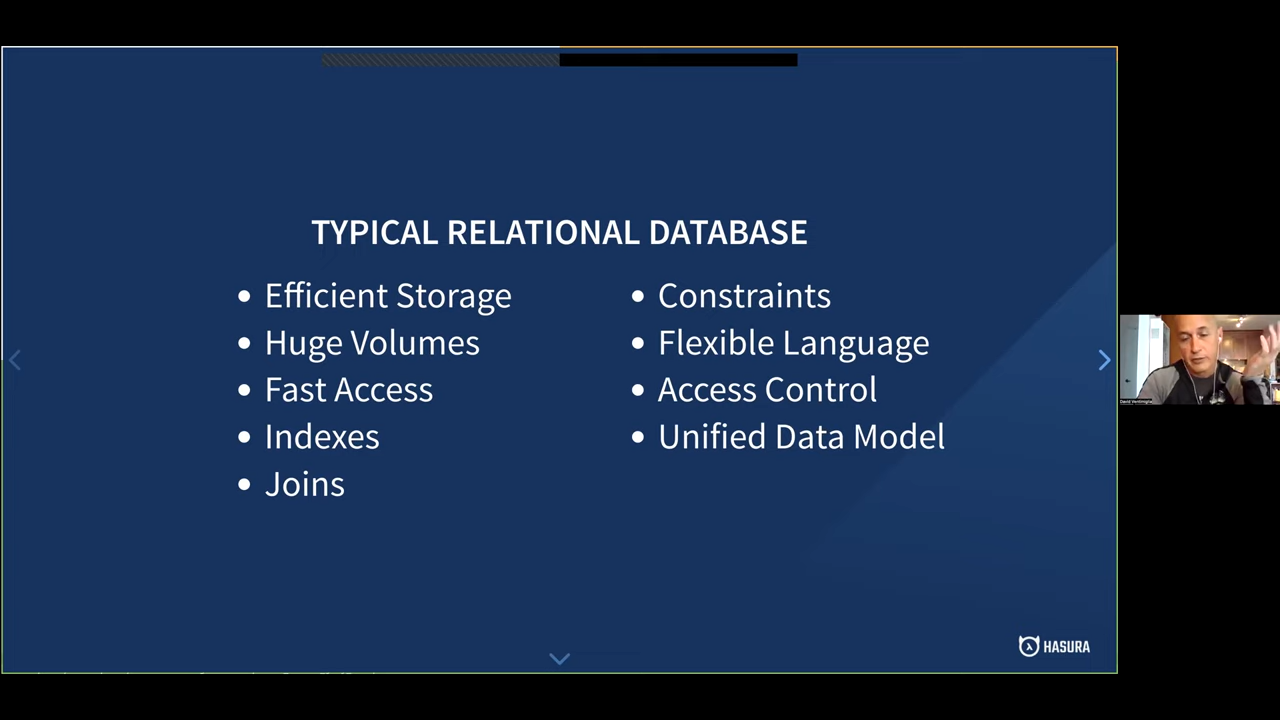 TYPICAL RELATIONAL DATABASE
Efficient Storage
Huge Volumes
Fast Access
Indexes
Joins
Constraints
Flexible Language
Access Control
Unified Data Model
HASURA